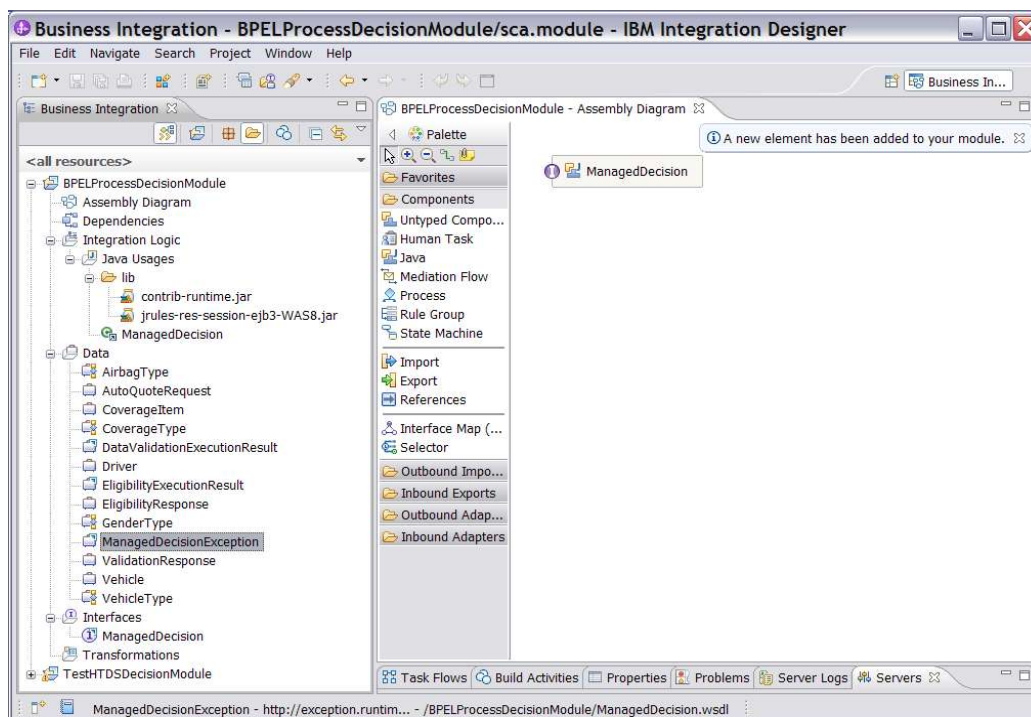 Business Integration - BPELProcessDecisionModule/sca.module - IBM Integration Designer
File Edit Navigate Search Project Window Help
Business In...
Business Integration
<all resources>
BPELProcessDecisionModule
Assembly Diagram
Dependencies
Integration Logic
Java Usages
lib
contrib-runtime.jar
jrules-res-session-ejb3-WAS8.jar
ManagedDecision
Data
AirbagType
AutoQuoteRequest
CoverageItem
CoverageType
DataValidationExecutionResult
Driver
EligibilityExecutionResult
EligibilityResponse
GenderType
ManagedDecisionException
ValidationResponse
Vehicle
VehicleType
Interfaces
ManagedDecision
Transformations
TestHTDSDecisionModule
BPELProcessDecisionModule - Assembly Diagram
Palette
Favorites
Components
Untyped Compo...
Human Task
Java
Mediation Flow
Process
Rule Group
State Machine
Import
Export
References
Interface Map (...
Selector
Outbound Impo...
Inbound Exports
Outbound Adap...
Inbound Adapters
A new element has been added to your module.
ManagedDecision
Task Flows Build Activities Properties Problems Server Logs Servers
ManagedDecisionException - http://exception.runtim... - /BPELProcessDecisionModule/ManagedDecision.wsdl